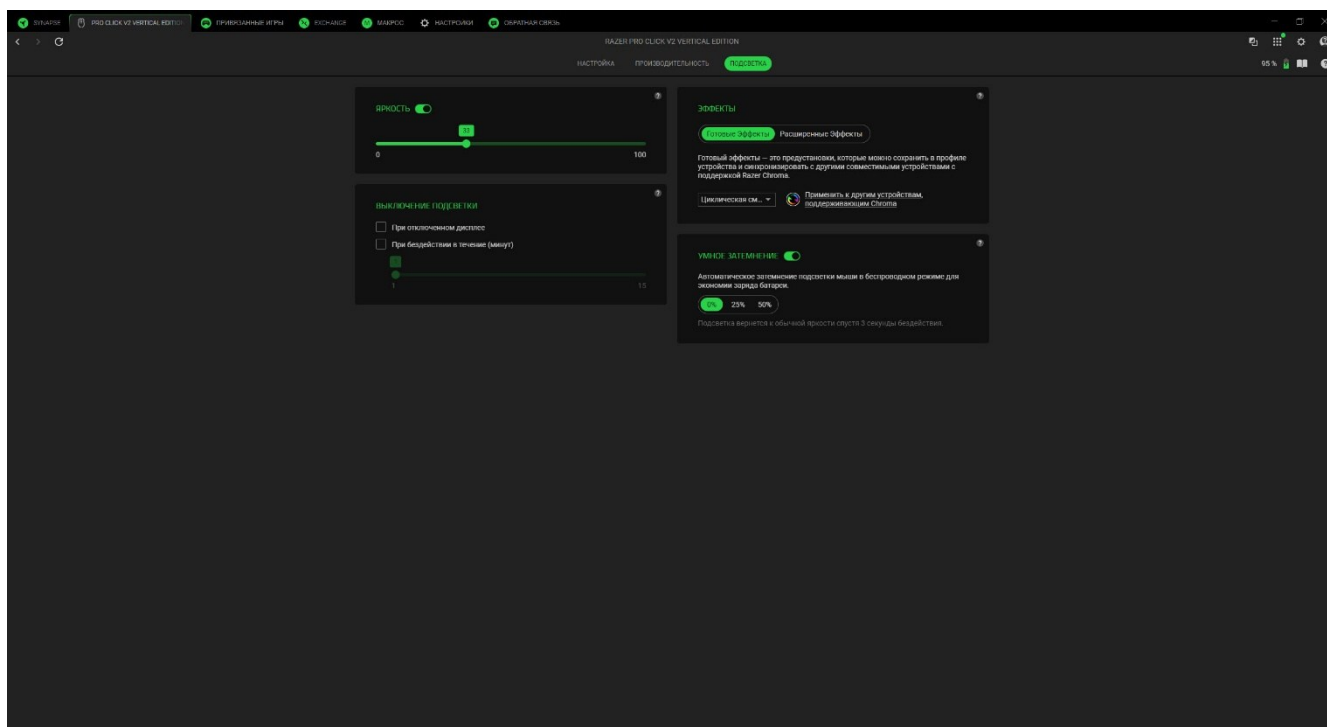 SYNAPSE
PRO CLICK V2 VERTICAL EDITIO
ПРИВЯЗАННЫЕ ИГРЫ
EXCHANGE
МАКРОС
НАСТРОЙКИ
ОБРАТНАЯ СВЯЗЬ
RAZER PRO CLICK V2 VERTICAL EDITION
НАСТРОЙКА
ПРОИЗВОДИТЕЛЬНОСТЬ
ПОДСВЕТКА
95 %
ЯРКОСТЬ
33
0
100
ВЫКЛЮЧЕНИЕ ПОДСВЕТКИ
При отключенном дисплее
При бездействии в течение (минут)
1
15
ЭФФЕКТЫ
Готовые Эффекты
Расширенные Эффекты
Готовый эффекты — это предустановки, которые можно сохранить в профиле
устройства и синхронизировать с другими совместимыми устройствами с
поддержкой Razer Chroma.
Циклическая см...
Применить к другим устройствам,
поддерживающим Chroma
УМНОЕ ЗАТЕМНЕНИЕ
Автоматическое затемнение подсветки мыши в беспроводном режиме для
экономии заряда батареи.
0%
25%
50%
Подсветка вернется к обычной яркости спустя 3 секунды бездействия.